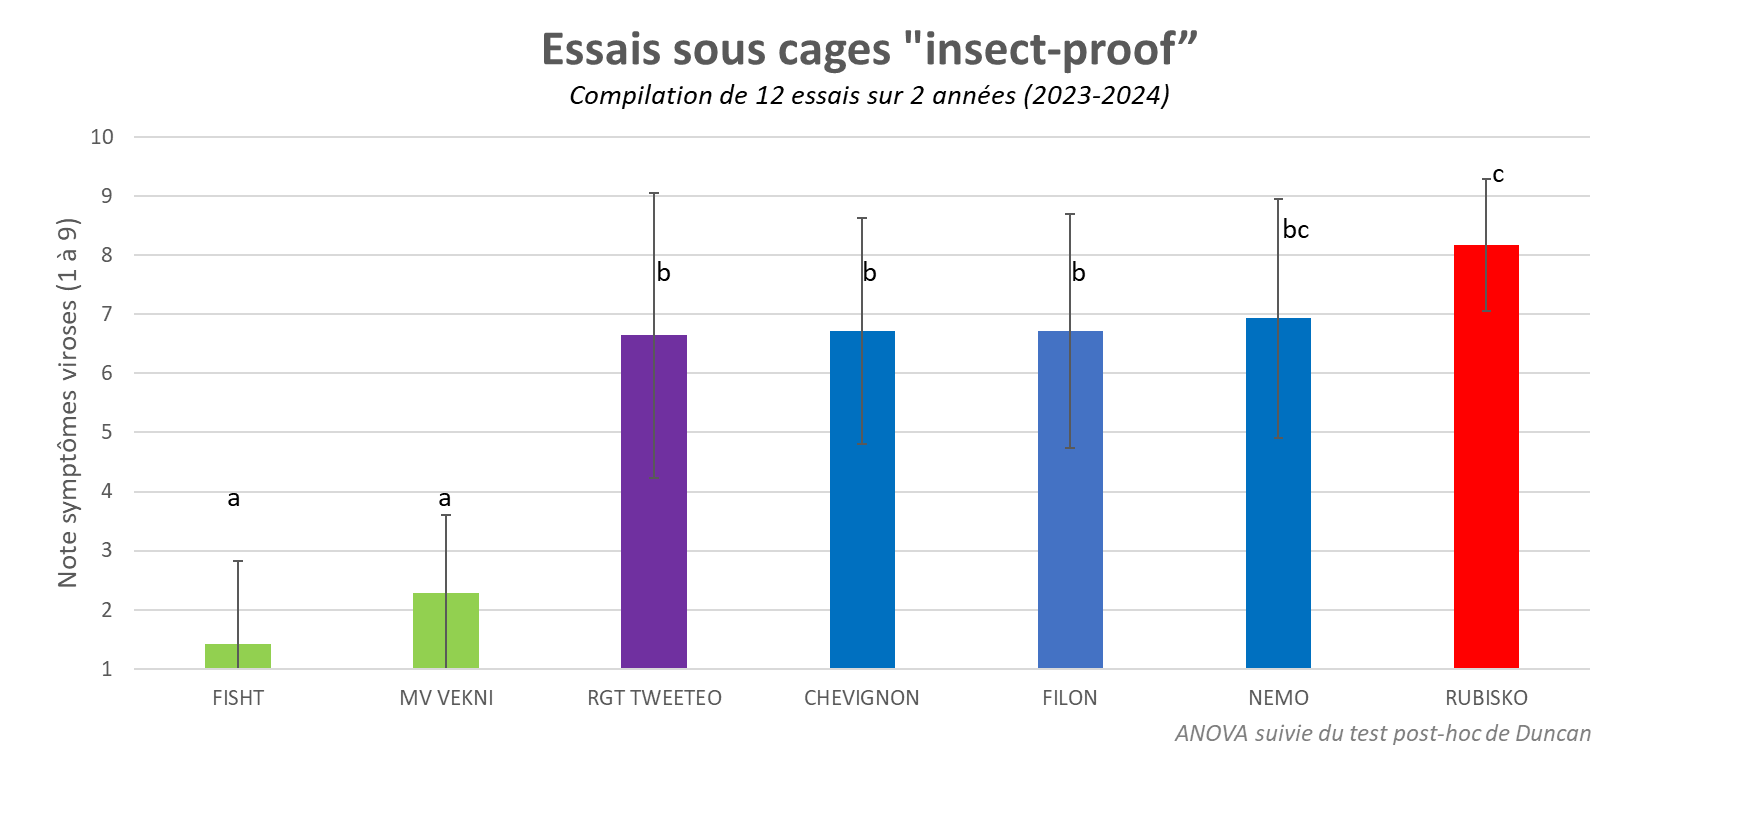 Essais sous cages "insect-proof”
Compilation de 12 essais sur 2 années (2023-2024)
Note symptômes viroses (1 à 9)
10
9
8
7
6
5
4
3
2
1
a
a
b
b
b
bc
c
FISHT
MV VEKNI
RGT TWEETEO
CHEVIGNON
FILON
NEMO
RUBISKO
ANOVA suivie du test post-hoc de Duncan